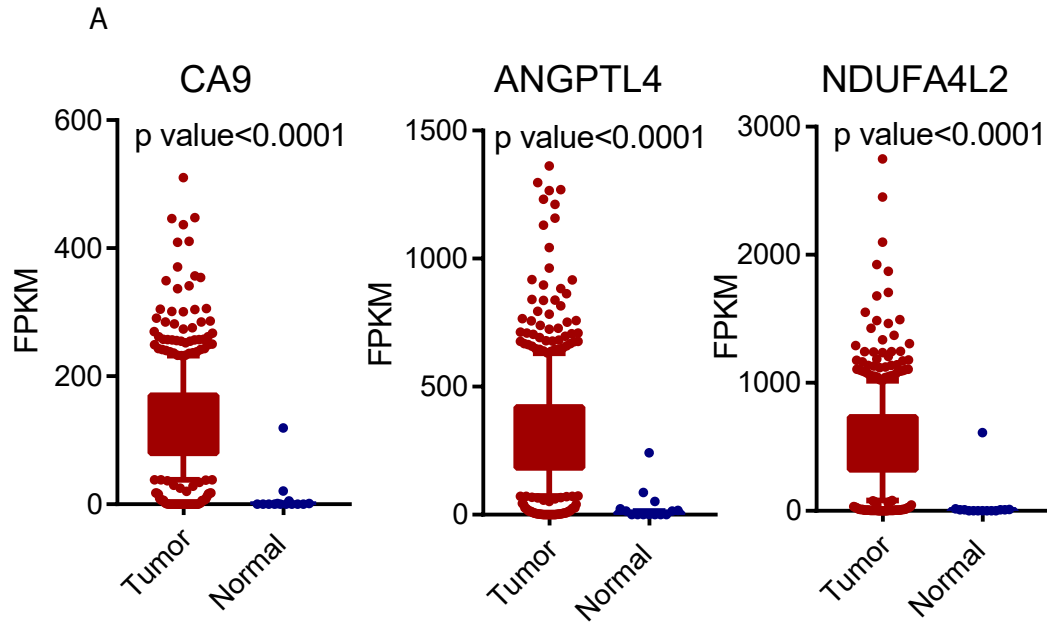 A
CA9
p value<0.0001
FPKM
600
400
200
0
Tumor
Normal
ANGPTL4
p value<0.0001
FPKM
1500
1000
500
0
Tumor
Normal
NDUFA4L2
p value<0.0001
FPKM
3000
2000
1000
0
Tumor
Normal